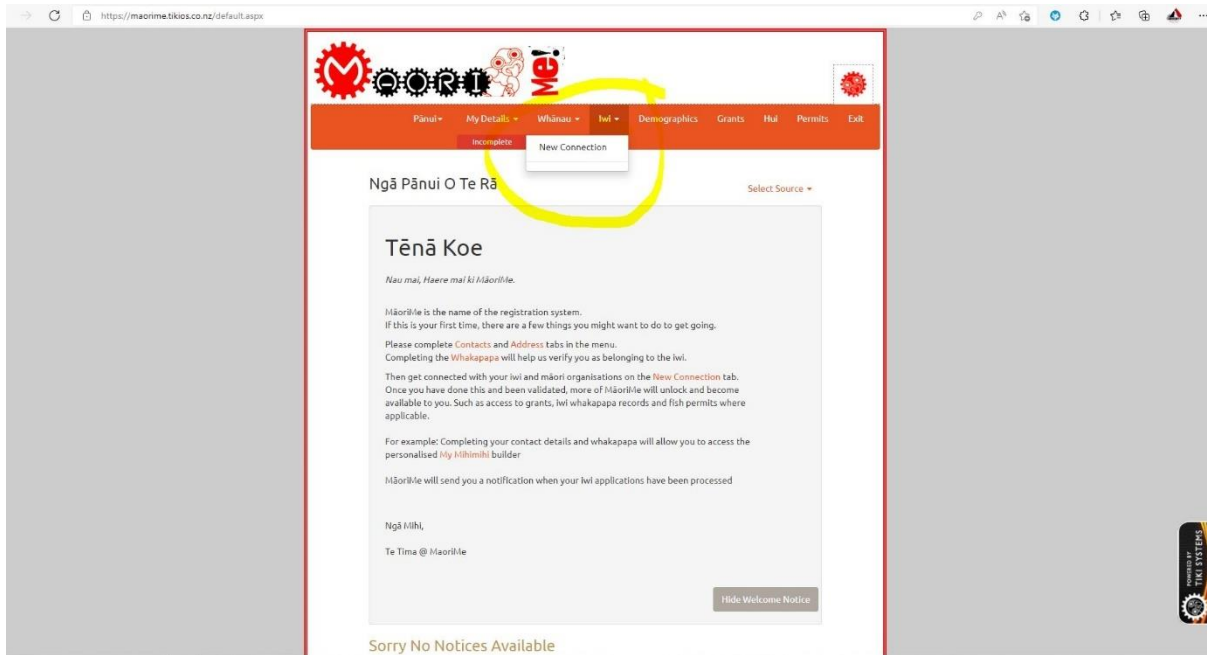 https://maorime.tikios.co.nz/default.aspx
MAORI Me!
Pānui My Details Whānau Iwi Demographics Grants Hui Permits Exit
Incomplete
New Connection
Ngā Pānui O Te Rā
Select Source
Tēnā Koe
Nau mai, Haere mai ki MāoriMe.
MāoriMe is the name of the registration system.
If this is your first time, there are a few things you might want to do to get going.
Please complete Contacts and Address tabs in the menu.
Completing the Whakapapa will help us verify you as belonging to the iwi.
Then get connected with your iwi and māori organisations on the New Connection tab.
Once you have done this and been validated, more of MāoriMe will unlock and become
available to you. Such as access to grants, iwi whakapapa records and fish permits where
applicable.
For example: Completing your contact details and whakapapa will allow you to access the
personalised My Mihimihi builder
MāoriMe will send you a notification when your iwi applications have been processed
Ngā Mihi,
Te Tima @ MaoriMe
Hide Welcome Notice
Sorry No Notices Available
POWERED BY
TIKI SYSTEMS